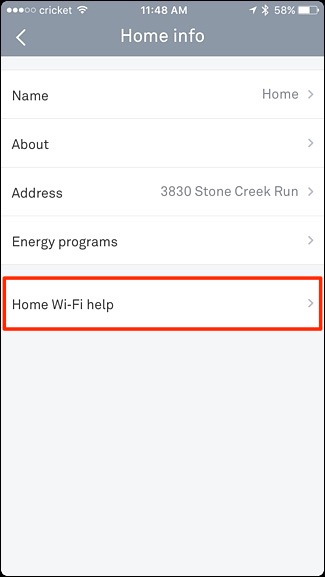 cricket 11:48 AM 58%
Home info
Name Home
About
Address 3830 Stone Creek Run
Energy programs
Home Wi-Fi help